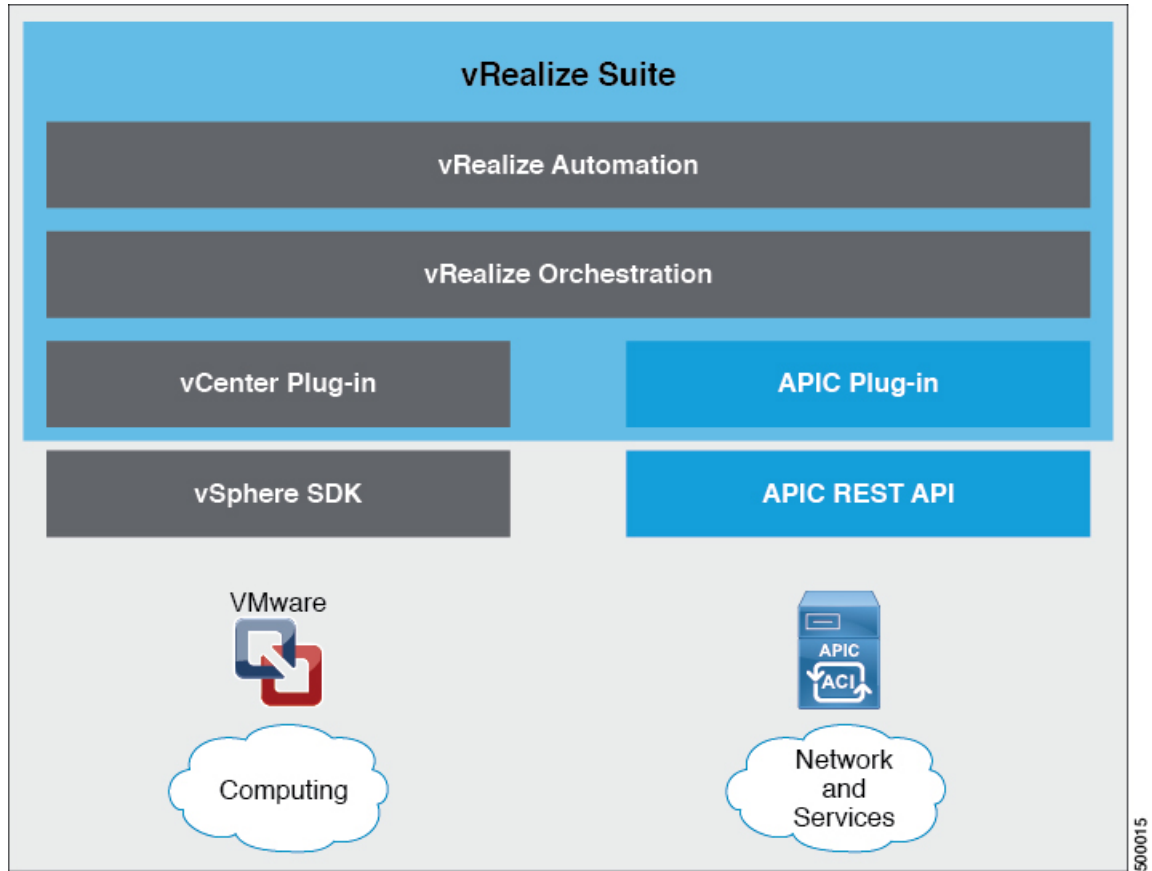 vRealize Suite
vRealize Automation
vRealize Orchestration
vCenter Plug-in
APIC Plug-in
vSphere SDK
APIC REST API
VMware
APIC
ACI
Computing
Network
and
Services
500015